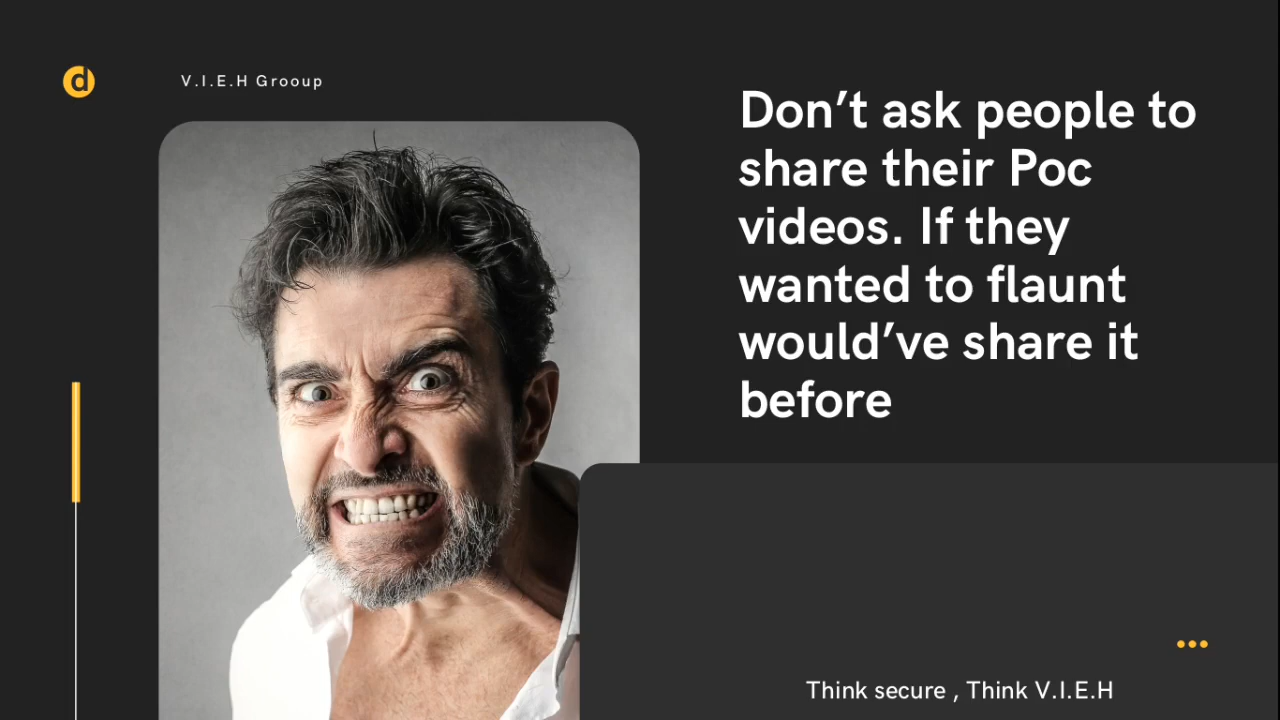 d
V.I.E.H Grooup
Don’t ask people to
share their Poc
videos. If they
wanted to flaunt
would’ve share it
before
Think secure , Think V.I.E.H